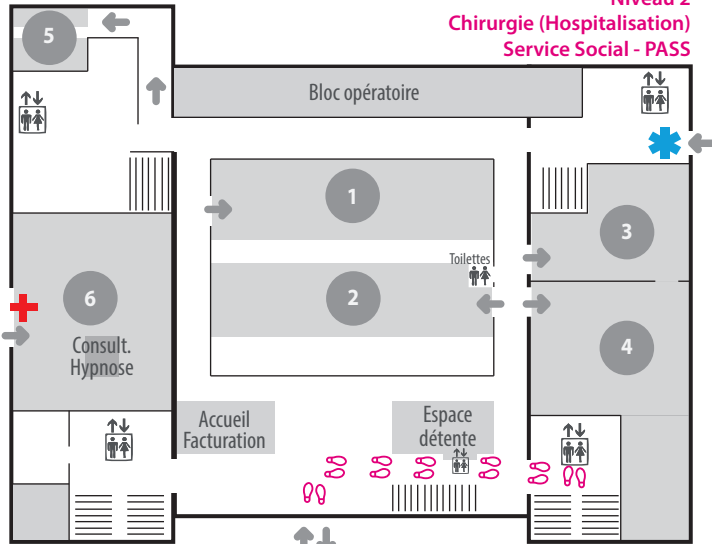 Niveau 2
Chirurgie (Hospitalisation)
Service Social - PASS
5
Bloc opératoire
1
3
Toilettes
2
6
4
Consult.
Hypnose
Accueil
Facturation
Espace
détente